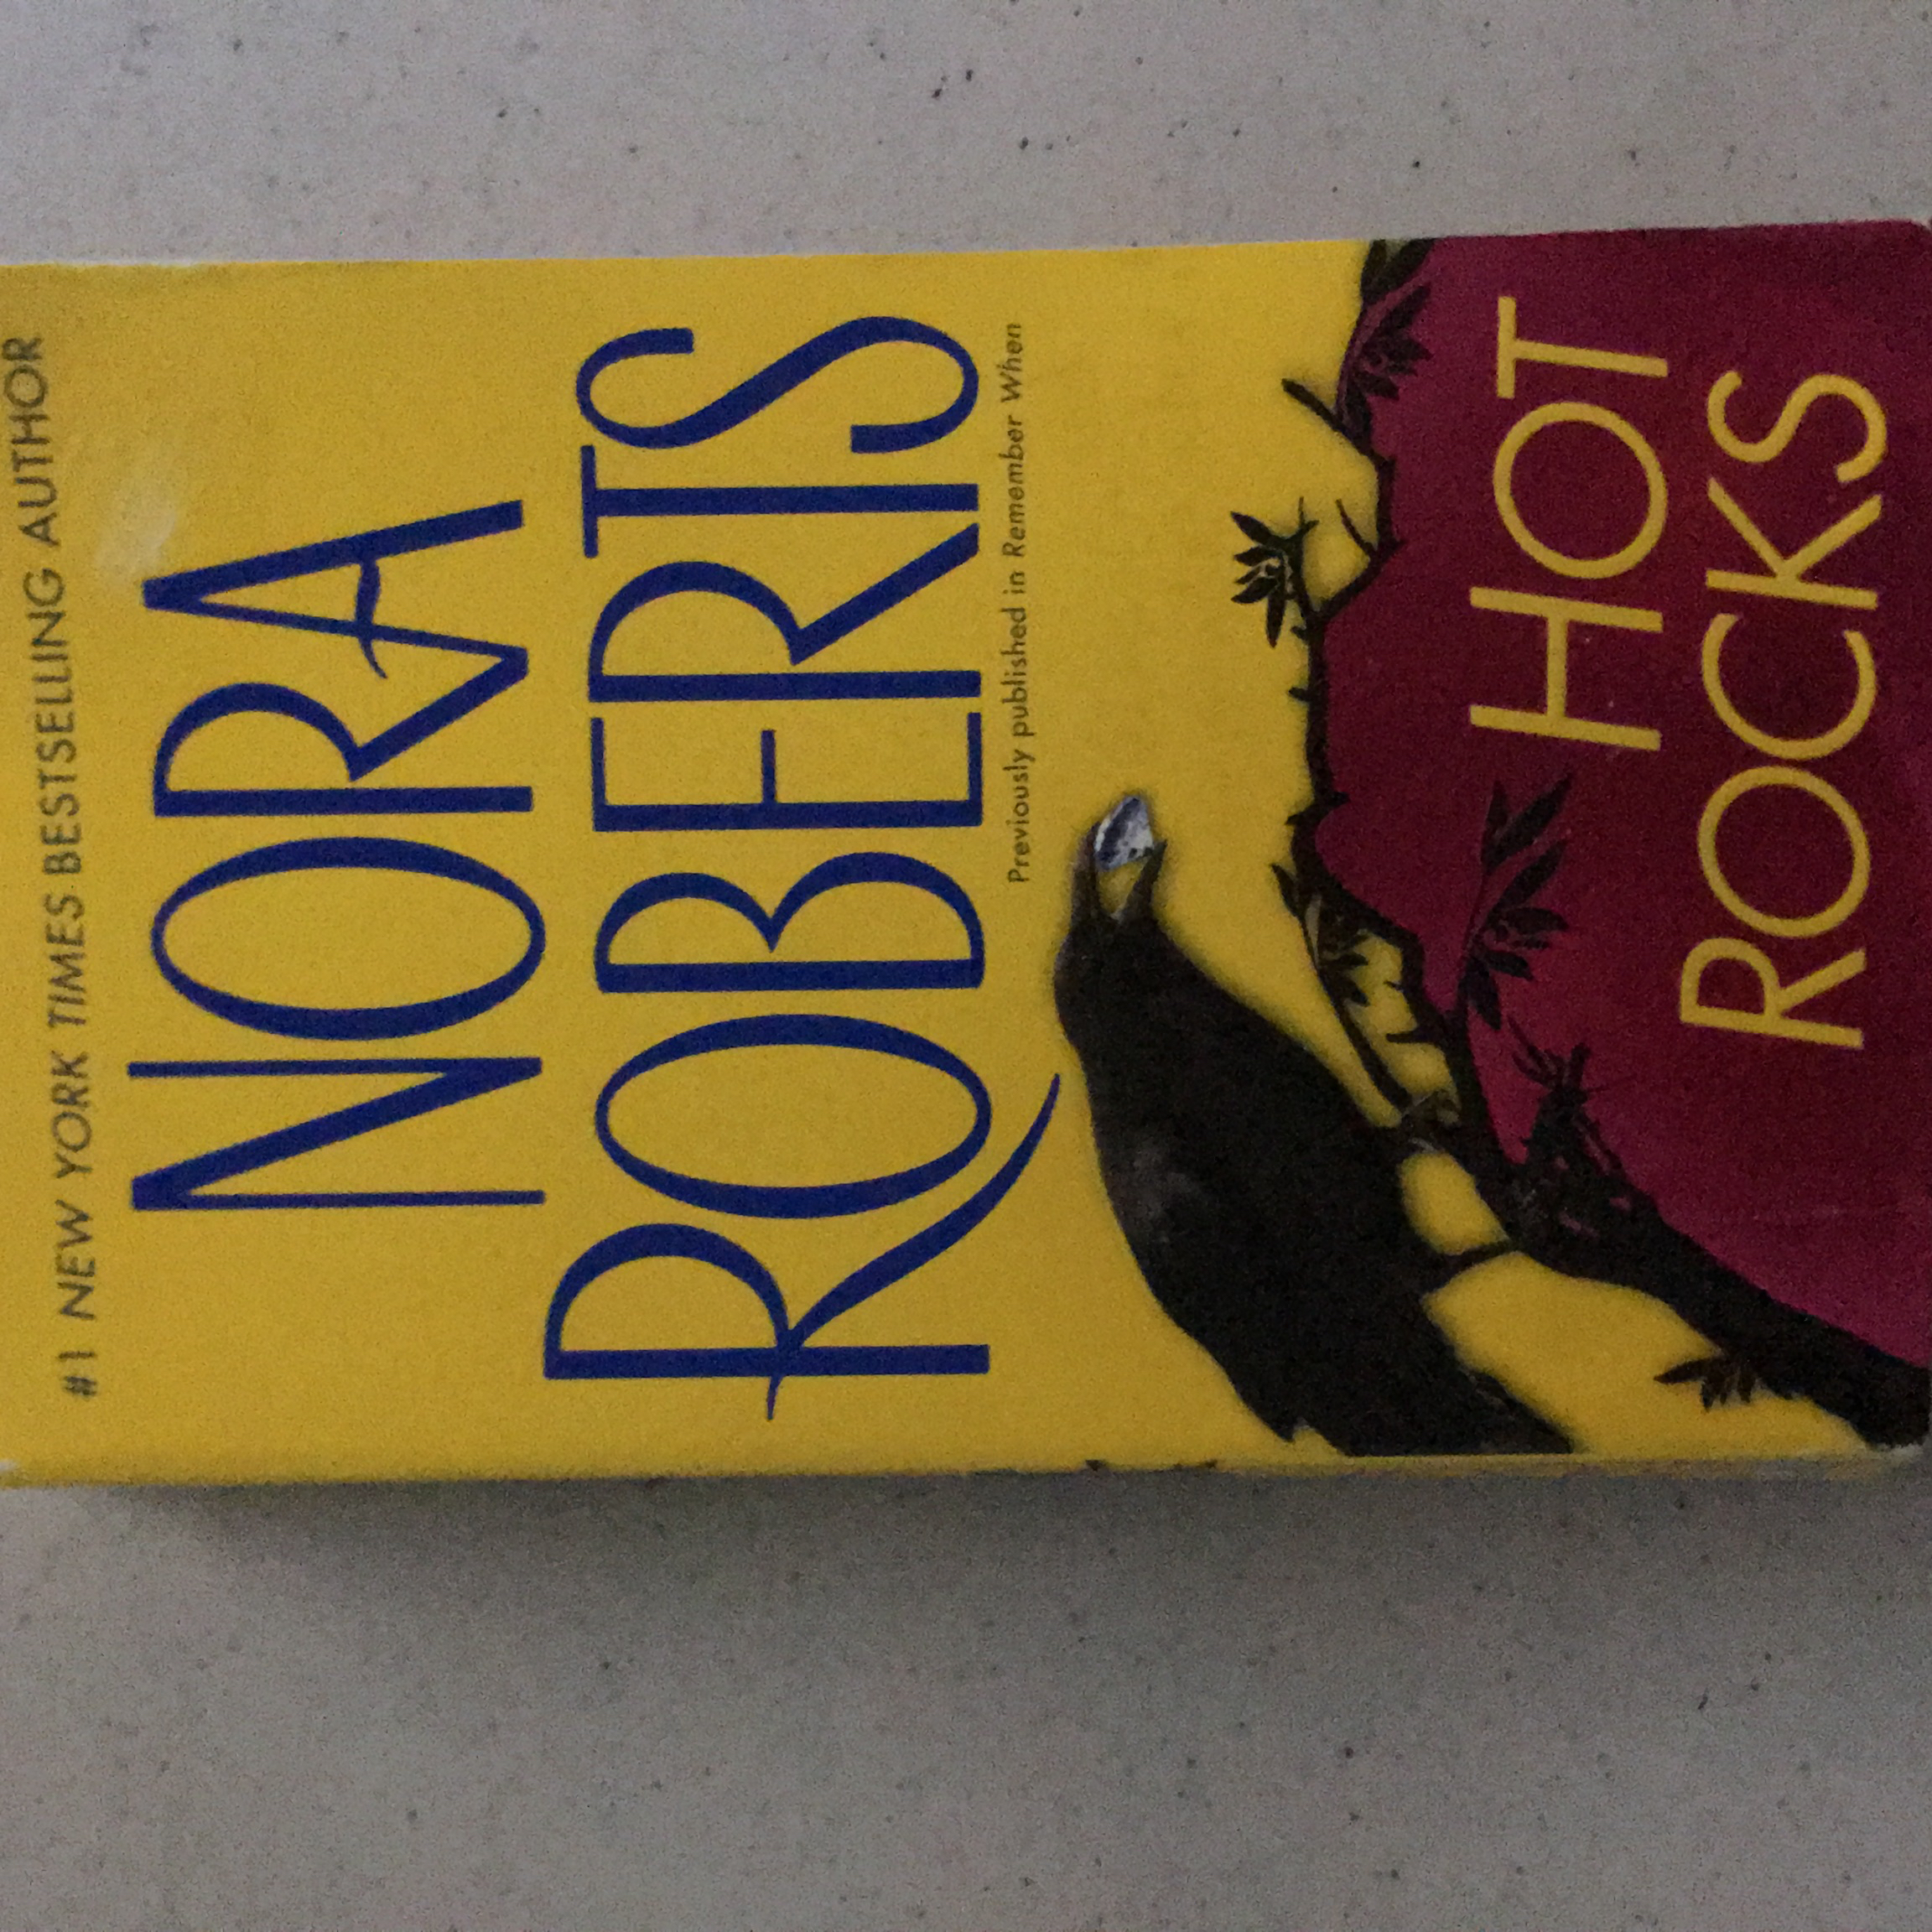 #1 NEW YORK TIMES BESTSELLING AUTHOR
NORA
ROBERTS
Previously published in Remember When
HOT
ROCKS